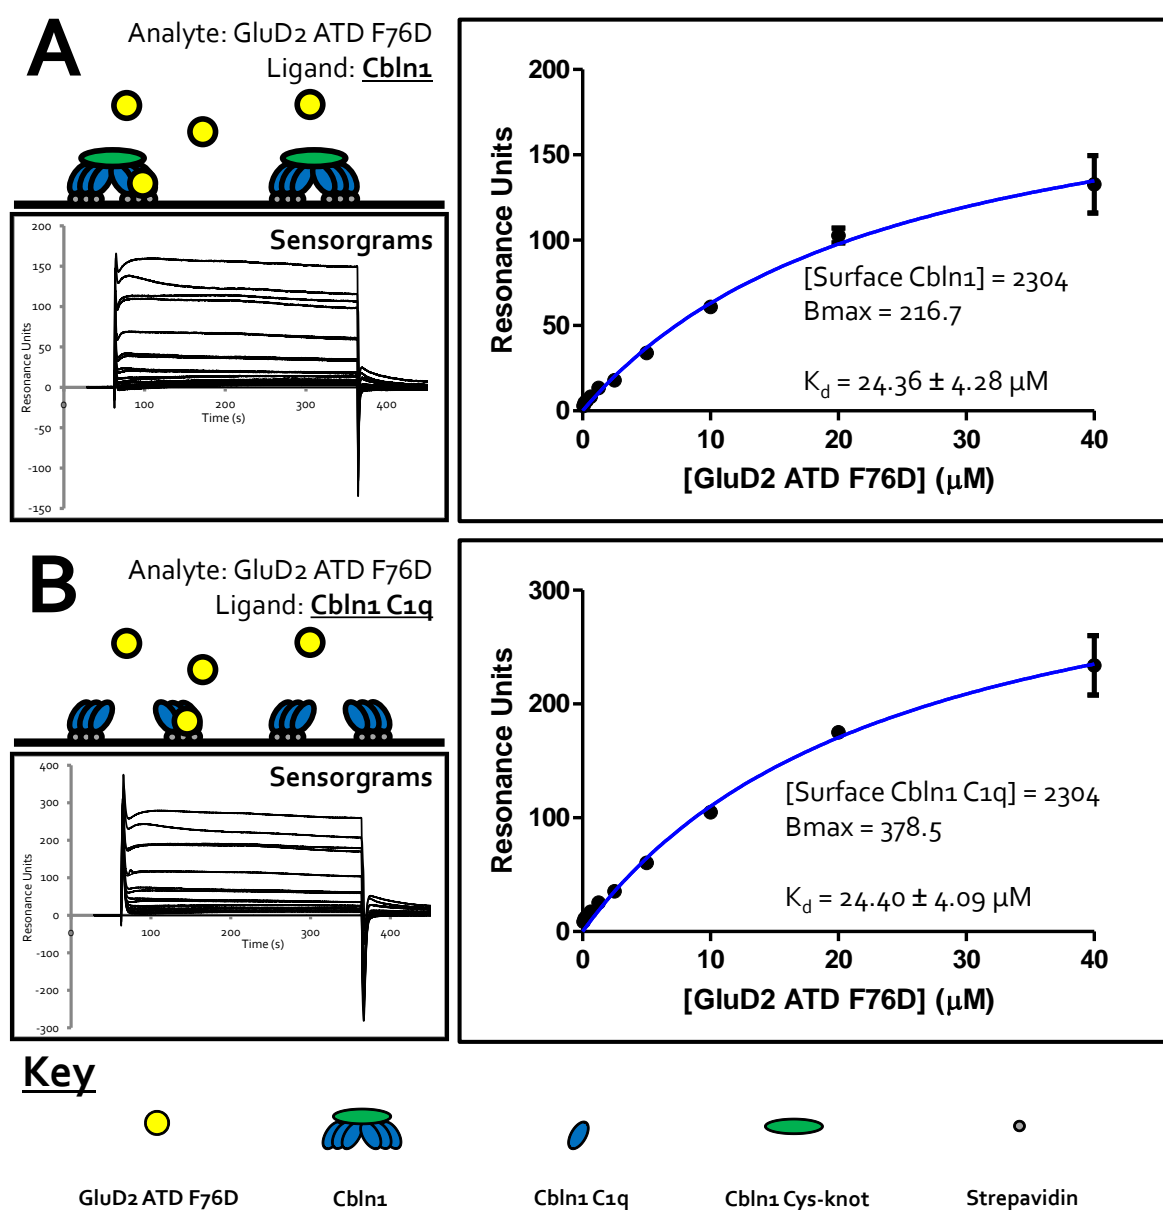 A
Analyte: GluD2 ATD F76D
Ligand: Cbln1
Sensorgrams
Resonance Units
200
150
100
50
0
-50
-100
-150
0
100
200
300
400
Time (s)
Resonance Units
200
150
100
50
0
0
10
20
30
40
[Surface Cbln1] = 2304
Bmax = 216.7
Kd = 24.36 ± 4.28 µM
[GluD2 ATD F76D] (µM)
B
Analyte: GluD2 ATD F76D
Ligand: Cbln1 C1q
Sensorgrams
Resonance Units
400
300
200
100
0
-100
-200
-300
0
100
200
300
400
Time (s)
Resonance Units
300
200
100
0
0
10
20
30
40
[Surface Cbln1 C1q] = 2304
Bmax = 378.5
Kd = 24.40 ± 4.09 µM
[GluD2 ATD F76D] (µM)
Key
GluD2 ATD F76D
Cbln1
Cbln1 C1q
Cbln1 Cys-knot
Strepavidin